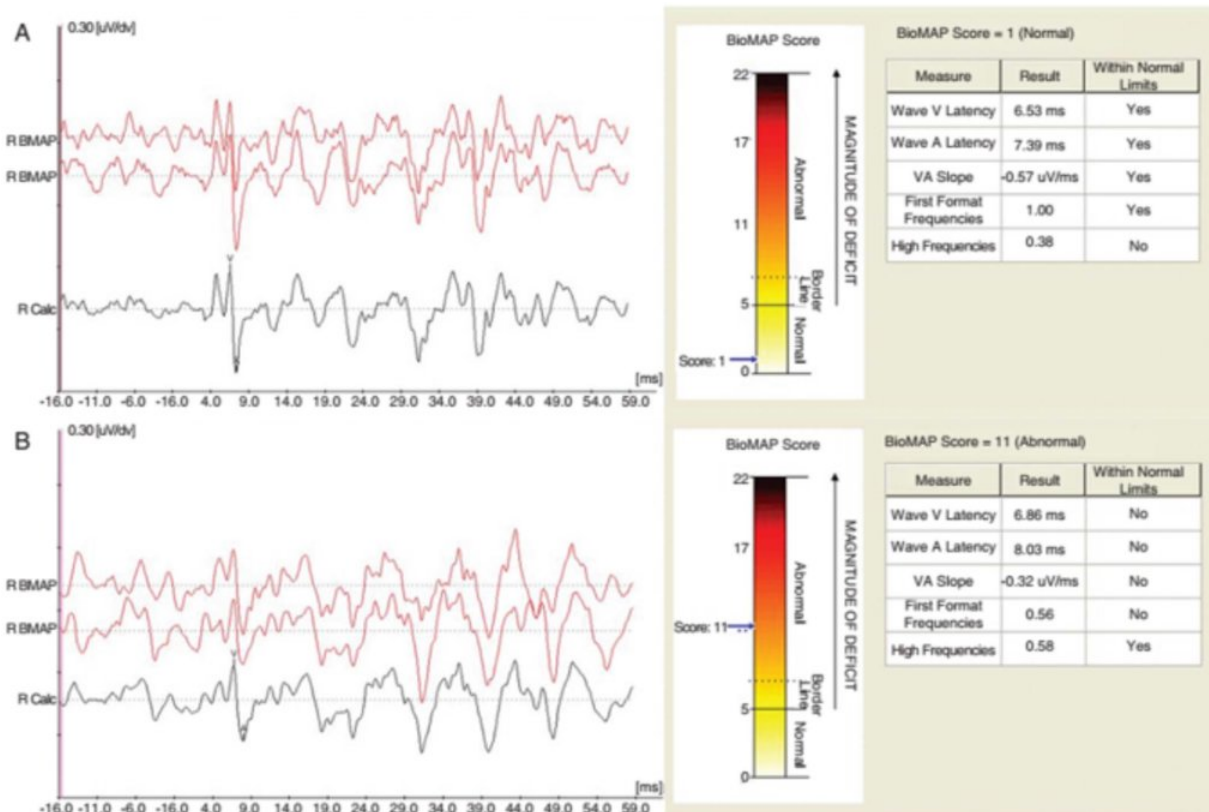 A
0.30 [uV/dv]
R BMAP
R BMAP
V
R Calc
A
[ms]
-16.0 -11.0 -16.0 4.0 9.0 14.0 19.0 24.0 29.0 34.0 39.0 44.0 49.0 54.0 59.0
BioMAP Score
22
17
11
5
0
Abnormal
Border
Line
Normal
MAGNITUDE OF DEFICIT
Score: 1
BioMAP Score = 1 (Normal)
Measure Result Within Normal
Limits
Wave V Latency 6.53 ms Yes
Wave A Latency 7.39 ms Yes
VA Slope -0.57 uV/ms Yes
First Format
Frequencies 1.00 Yes
High Frequencies 0.38 No
B
0.30 [uV/dv]
R BMAP
R BMAP
V
R Calc
A
[ms]
-16.0 -11.0 -6.0 -16.0 4.0 9.0 14.0 19.0 24.0 29.0 34.0 39.0 44.0 49.0 54.0 59.0
BioMAP Score
22
17
11
5
0
Abnormal
Border
Line
Normal
MAGNITUDE OF DEFICIT
Score:
BioMAP Score = 11 (Abnormal)
Measure Result Within Normal
Limits
Wave V Latency 6.86 ms No
Wave A Latency 8.03 ms No
VA Slope -0.32 uV/ms No
First Format
Frequencies 0.56 No
High Frequencies 0.58 Yes